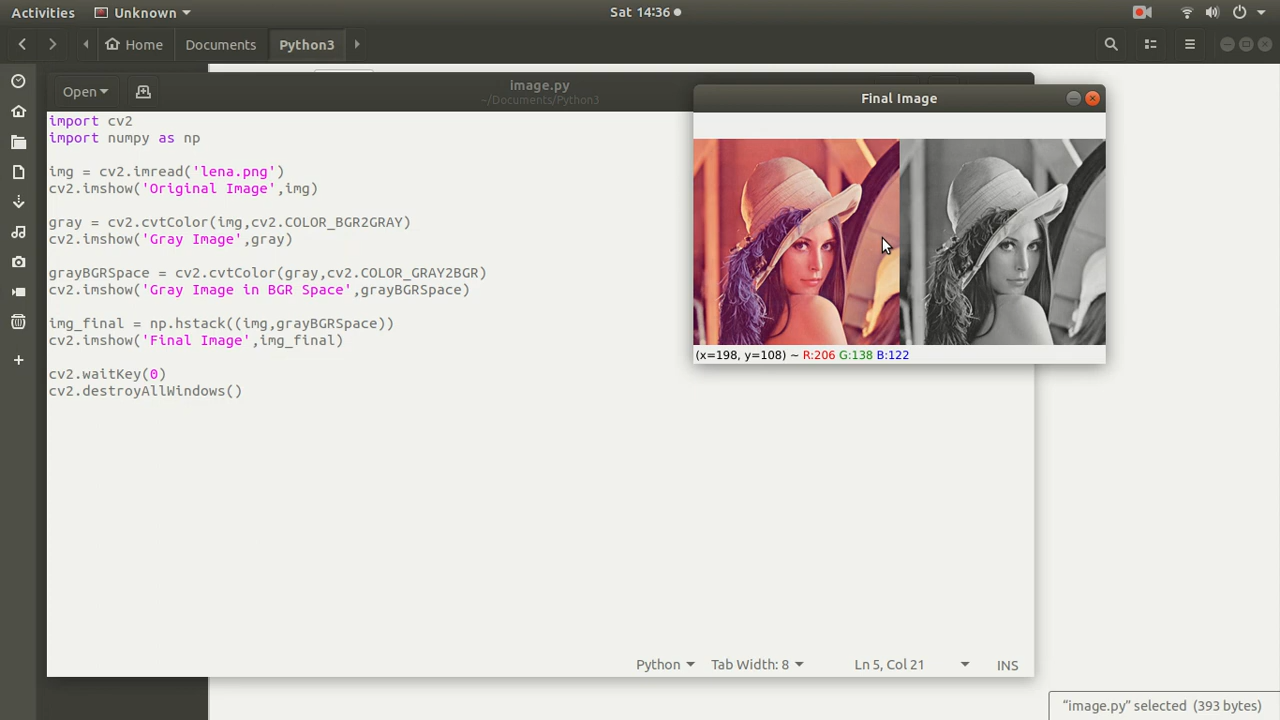 Activities
Unknown
Sat 14:36
Home
Documents
Python3
Open
image.py
~/Documents/Python3
import cv2
import numpy as np
img = cv2.imread('lena.png')
cv2.imshow('Original Image',img)
gray = cv2.cvtColor(img,cv2.COLOR_BGR2GRAY)
cv2.imshow('Gray Image',gray)
grayBGRSpace = cv2.cvtColor(gray,cv2.COLOR_GRAY2BGR)
cv2.imshow('Gray Image in BGR Space',grayBGRSpace)
img_final = np.hstack((img,grayBGRSpace))
cv2.imshow('Final Image',img_final)
cv2.waitKey(0)
cv2.destroyAllWindows()
Final Image
(x=198, y=108) ~ R:206 G:138 B:122
Python
Tab Width: 8
Ln 5, Col 21
INS
“image.py” selected (393 bytes)